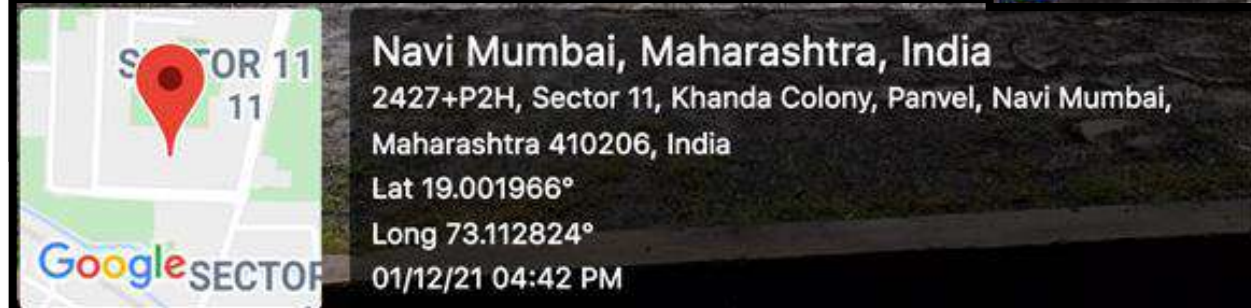 SECTOR 11
11
Google
SECTOR
Navi Mumbai, Maharashtra, India
2427+P2H, Sector 11, Khanda Colony, Panvel, Navi Mumbai,
Maharashtra 410206, India
Lat 19.001966°
Long 73.112824°
01/12/21 04:42 PM